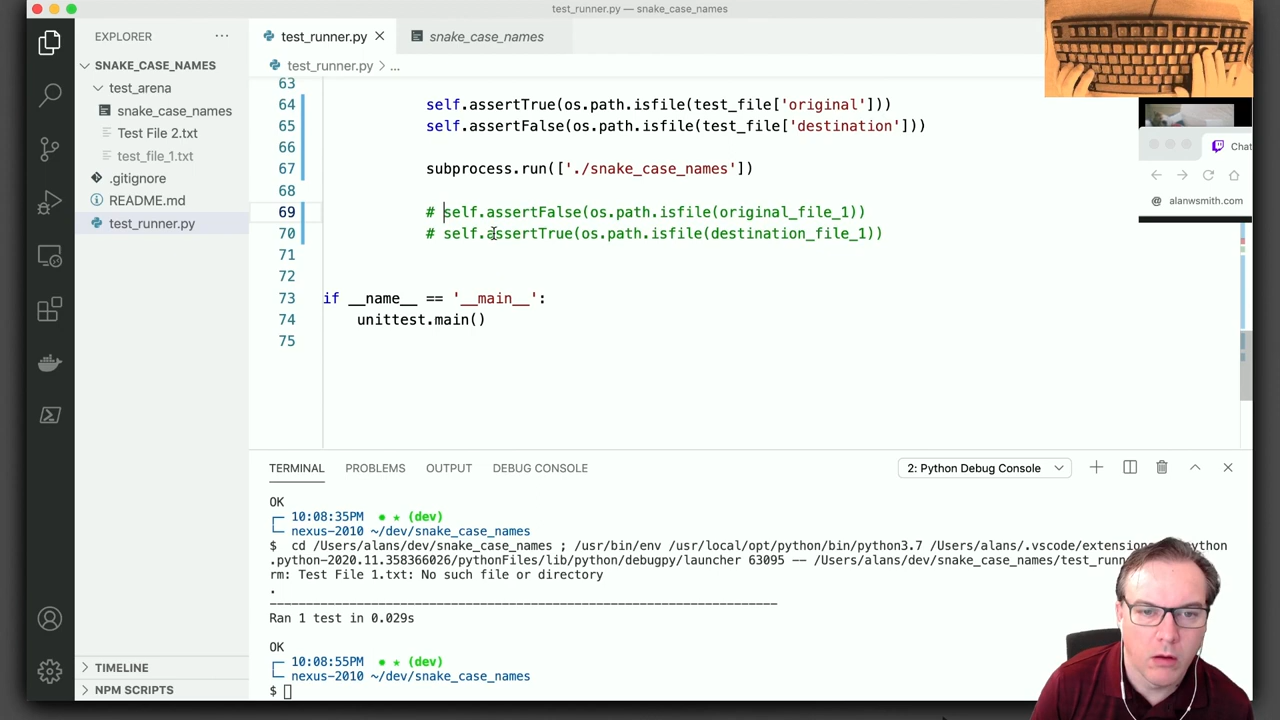 test_runner.py — snake_case_names
EXPLORER ...
test_runner.py
snake_case_names
SNAKE_CASE_NAMES
test_arena
snake_case_names
Test File 2.txt
test_file_1.txt
.gitignore
README.md
test_runner.py
TIMELINE
NPM SCRIPTS
test_runner.py > ...
63
64 self.assertTrue(os.path.isfile(test_file['original']))
65 self.assertFalse(os.path.isfile(test_file['destination']))
66
67 subprocess.run(['./snake_case_names'])
68
69 # self.assertFalse(os.path.isfile(original_file_1))
70 # self.assertTrue(os.path.isfile(destination_file_1))
71
72
73 if __name__ == '__main__':
74 unittest.main()
75
Chat
@ alanwsmith.com
TERMINAL PROBLEMS OUTPUT DEBUG CONSOLE
2: Python Debug Console
OK
10:08:35PM ● ★ (dev)
nexus-2010 ~/dev/snake_case_names
$ cd /Users/alans/dev/snake_case_names ; /usr/bin/env /usr/local/opt/python/bin/python3.7 /Users/alans/.vscode/extension python
.python-2020.11.358366026/pythonFiles/lib/python/debugpy/launcher 63095 -- /Users/alans/dev/snake_case_names/test_runn
rm: Test File 1.txt: No such file or directory
.
----------------------------------------------------------------------
Ran 1 test in 0.029s
OK
10:08:55PM ● ★ (dev)
nexus-2010 ~/dev/snake_case_names
$